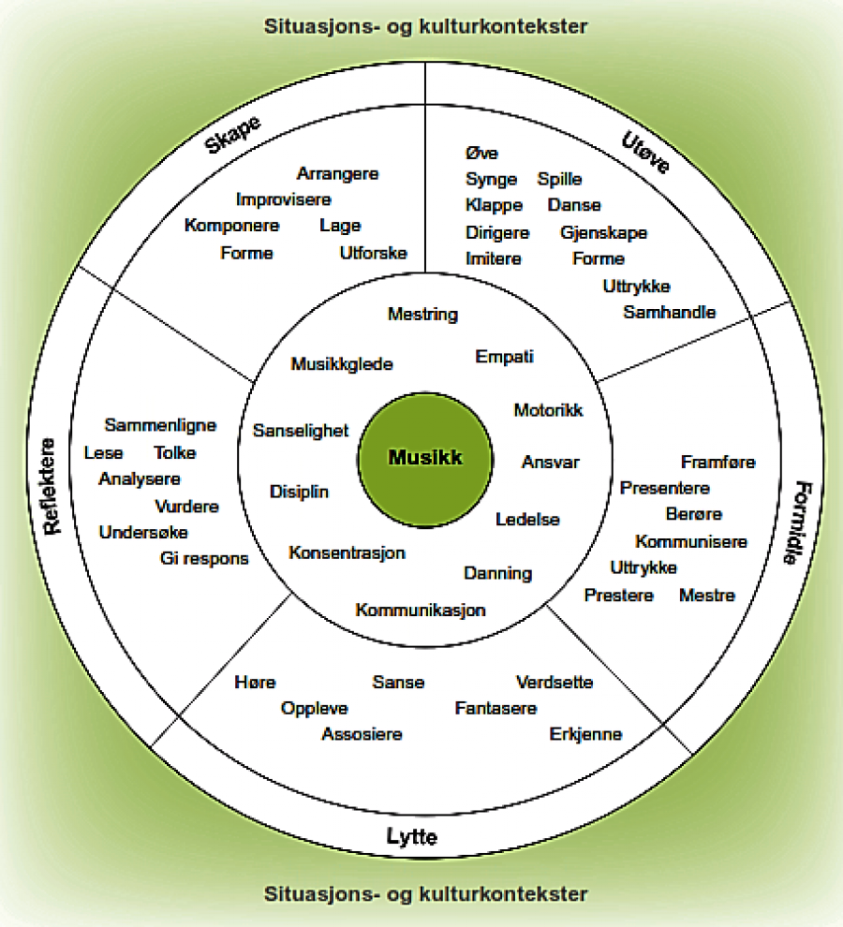 Situasjons- og kulturkontekster
Skape
Arrangere
Improvisere
Komponere Lage
Forme Utforske
Utøve
Øve
Synge Spille
Klappe Danse
Dirigere Gjenskape
Imitere Forme
Uttrykke
Samhandle
Mestring
Musikkglede Empati
Motorikk
Sanselighet
Musikk
Ansvar
Disiplin
Ledelse
Konsentrasjon
Danning
Kommunikasjon
Reflektere
Sammenligne
Lese Tolke
Analysere
Vurdere
Undersøke
Gi respons
Formidle
Framføre
Presentere
Berøre
Kommunisere
Uttrykke
Prestere Mestre
Høre Sanse Verdsette
Oppleve Fantasere
Assosiere Erkjenne
Lytte
Situasjons- og kulturkontekster